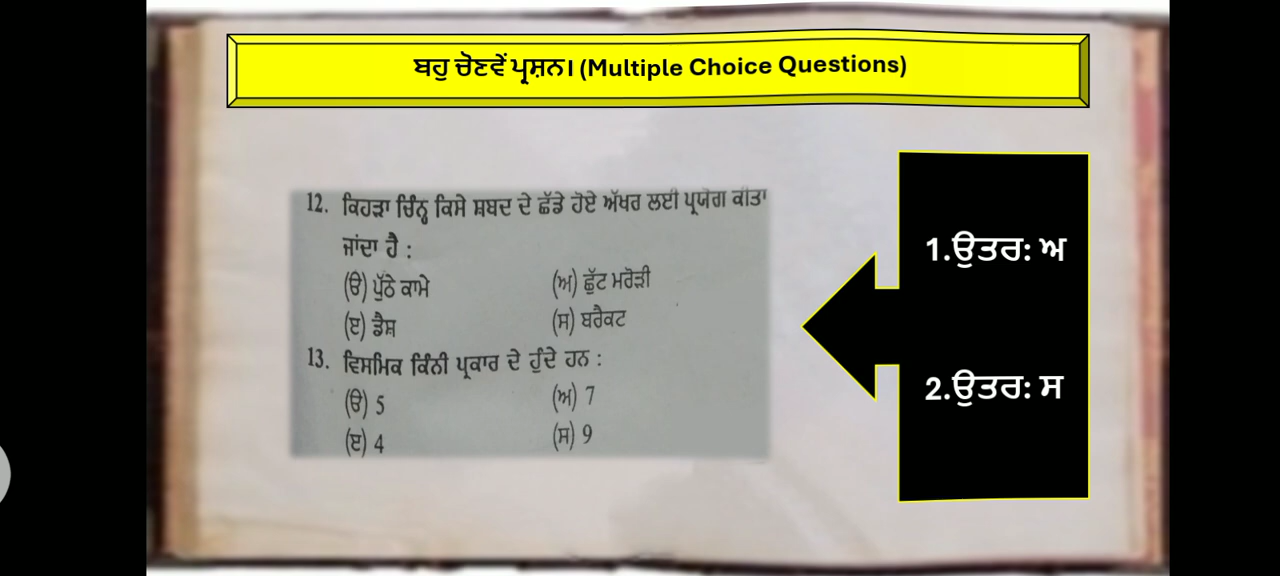 ਬਹੁ ਚੋਣਵੇਂ ਪ੍ਰਸ਼ਨ। (Multiple Choice Questions)
12. ਕਿਹੜਾ ਚਿੰਨ੍ਹ ਕਿਸੇ ਸ਼ਬਦ ਦੇ ਛੱਡੇ ਹੋਏ ਅੱਖਰ ਲਈ ਪ੍ਰਯੋਗ ਕੀਤਾ
ਜਾਂਦਾ ਹੈ :
(ੳ) ਪੁੱਠੇ ਕਾਮੇ (ਅ) ਛੁੱਟ ਮਰੋੜੀ
(ੲ) ਡੈਸ਼ (ਸ) ਬਰੈਕਟ
13. ਵਿਸਮਿਕ ਕਿੰਨੀ ਪ੍ਰਕਾਰ ਦੇ ਹੁੰਦੇ ਹਨ :
(ੳ) 5 (ਅ) 7
(ੲ) 4 (ਸ) 9
1.ਉਤਰ: ਅ
2.ਉਤਰ: ਸ